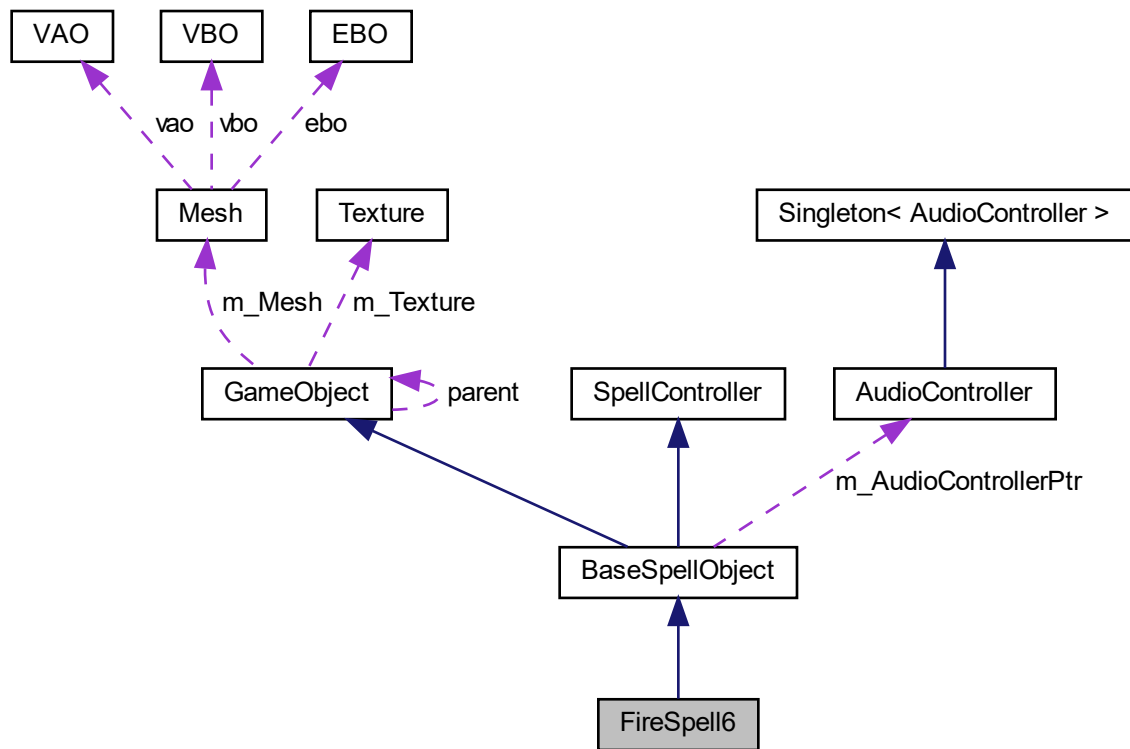 VAO
VBO
EBO
vao
vbo
ebo
Mesh
Texture
Singleton< AudioController >
m_Mesh
m_Texture
GameObject
parent
SpellController
AudioController
m_AudioControllerPtr
BaseSpellObject
FireSpell6